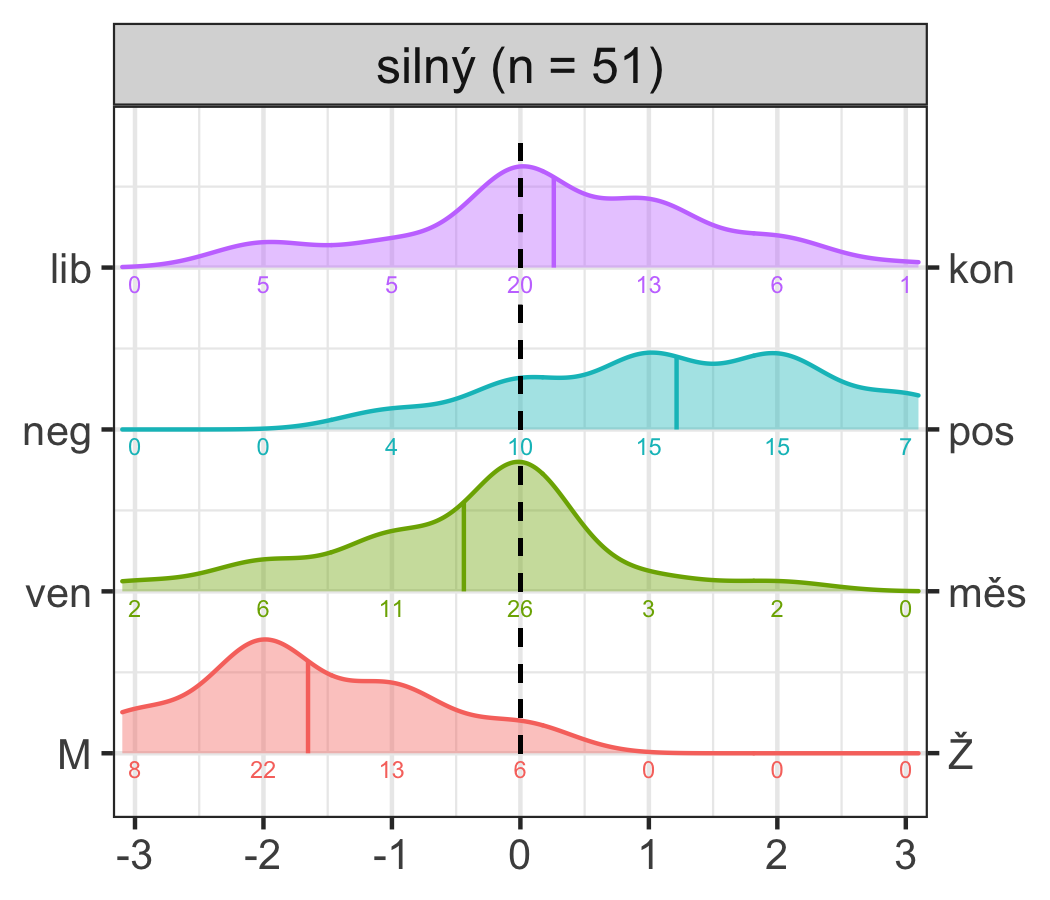 silný (n = 51)
lib kon
0 5 5 20 13 6 1
neg pos
0 0 4 10 15 15 7
ven měs
2 6 11 26 3 2 0
M Ž
8 22 13 6 0 0 0
-3 -2 -1 0 1 2 3